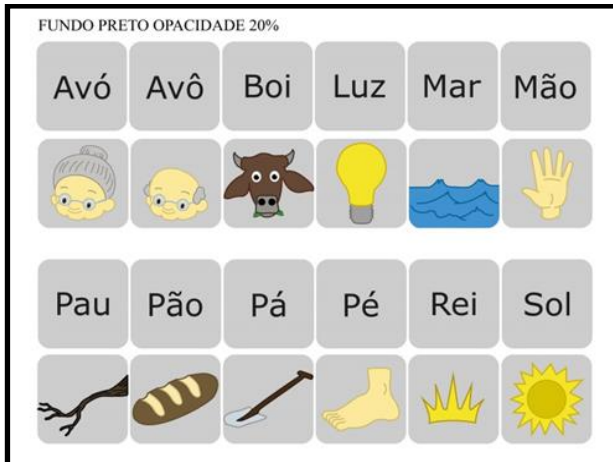 FUNDO PRETO OPACIDADE 20%
Avó Avô Boi Luz Mar Mão
Pau Pão Pá Pé Rei Sol